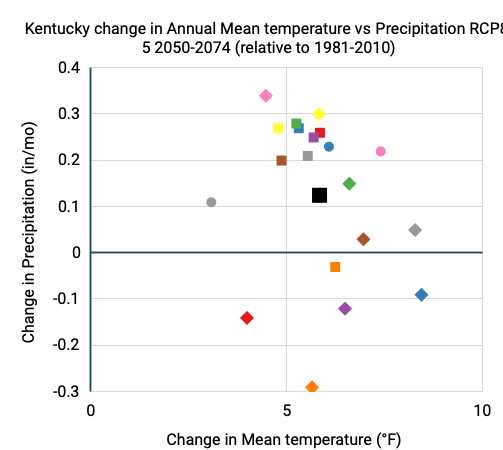 Kentucky change in Annual Mean temperature vs Precipitation RCP8
5 2050-2074 (relative to 1981-2010)
0.4
0.3
0.2
0.1
0
-0.1
-0.2
-0.3
Change in Precipitation (in/mo)
0
5
10
Change in Mean temperature (°F)